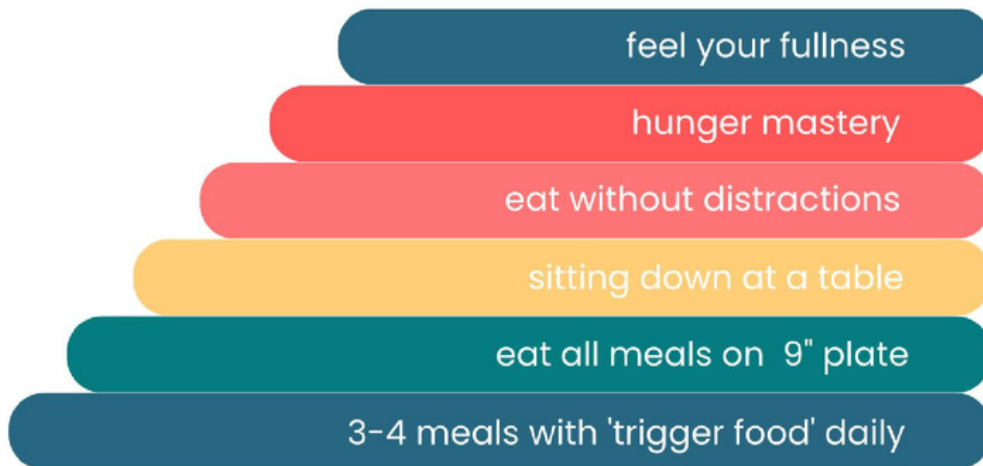 feel your fullness
hunger mastery
eat without distractions
sitting down at a table
eat all meals on 9" plate
3-4 meals with 'trigger food' daily